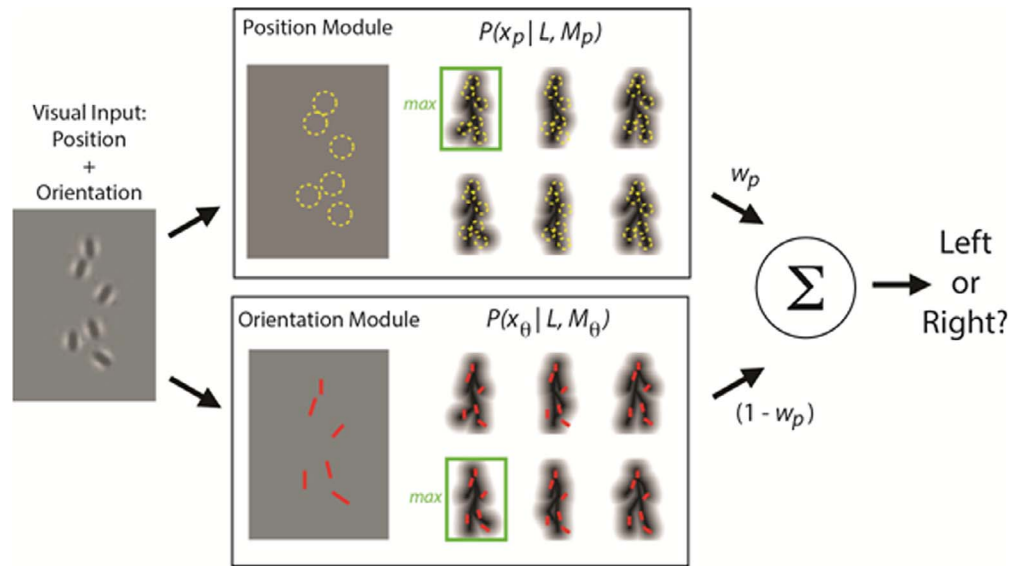 Visual Input:
Position
+
Orientation
Position Module
P(xp | L, Mp)
max
Orientation Module
P(xθ | L, Mθ)
max
wp
(1 - wp)
Σ
Left
or
Right?